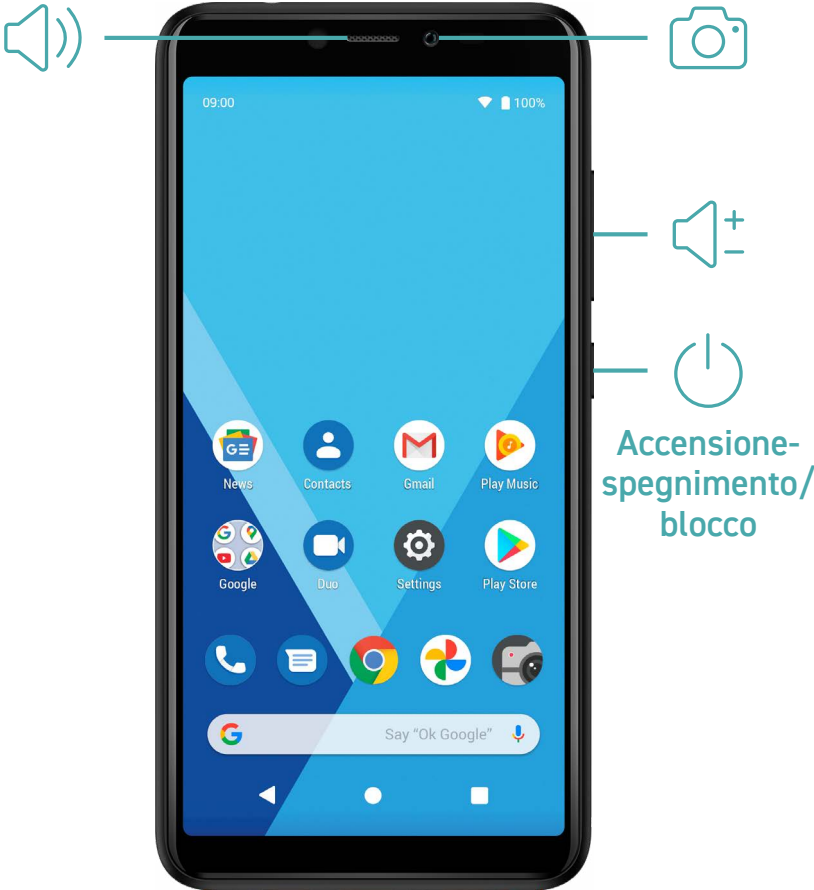 09:00 100%
News Contacts Gmail Play Music
Google Duo Settings Play Store
Say “Ok Google”
Accensione-
spegnimento/
blocco